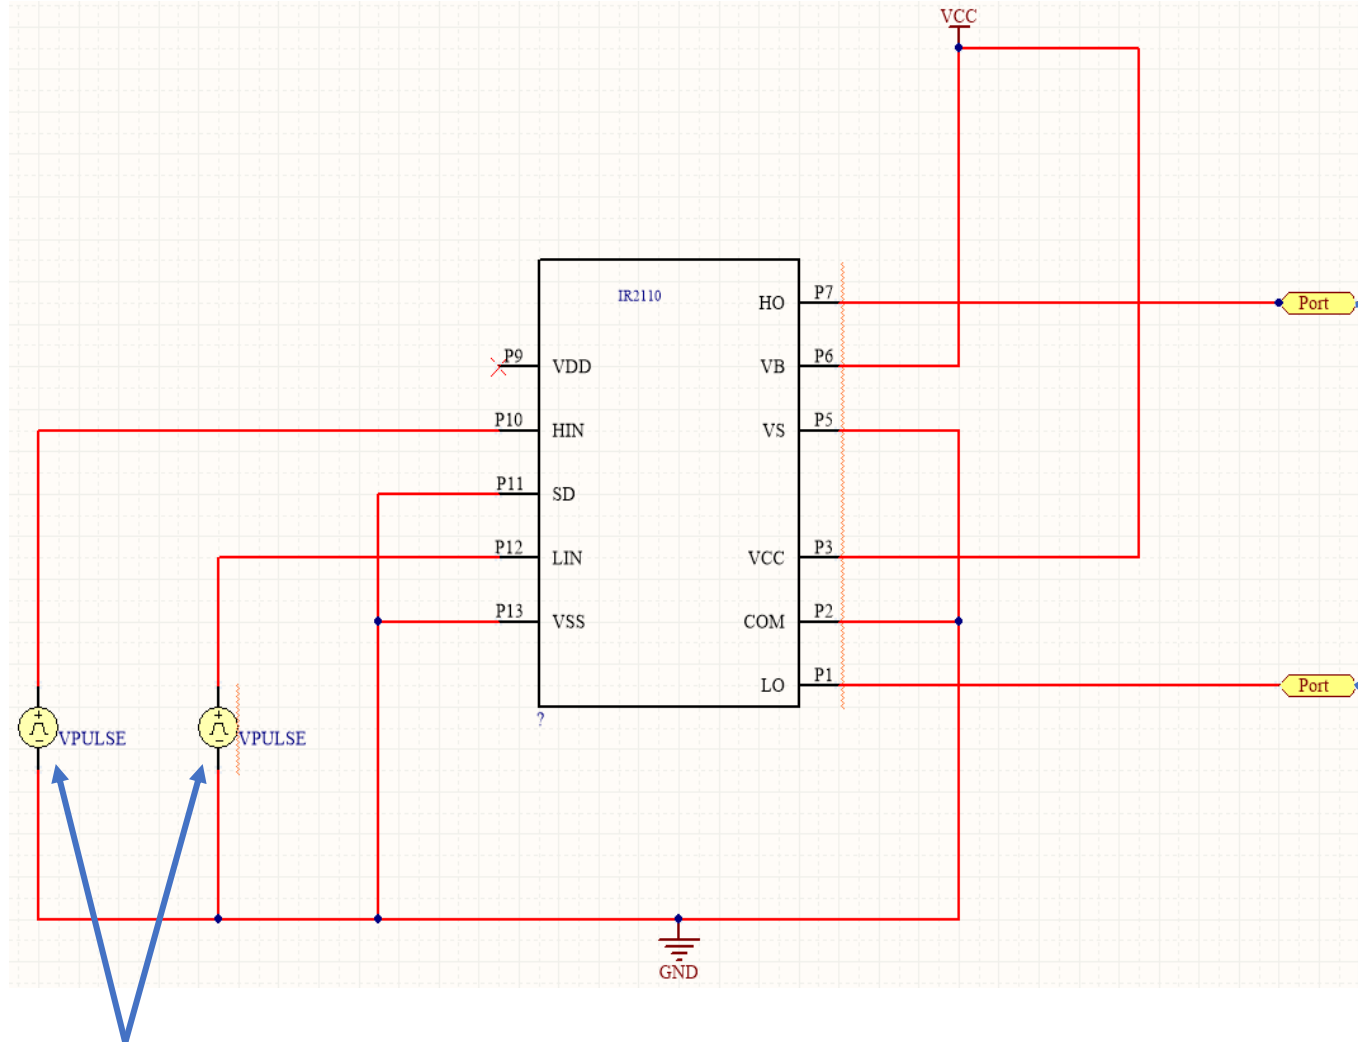 VCC
IR2110
HO P7
Port
P9 VDD
VB P6
P10 HIN
VS P5
P11 SD
P12 LIN
VCC P3
P13 VSS
COM P2
LO P1
Port
?
VPULSE
VPULSE
GND